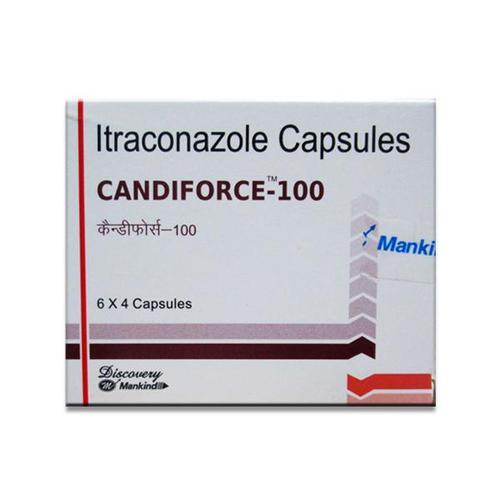 Itraconazole Capsules
CANDIFORCE™-100
कैन्डीफोर्स–100
Manki
6 X 4 Capsules
Discovery
M Mankind